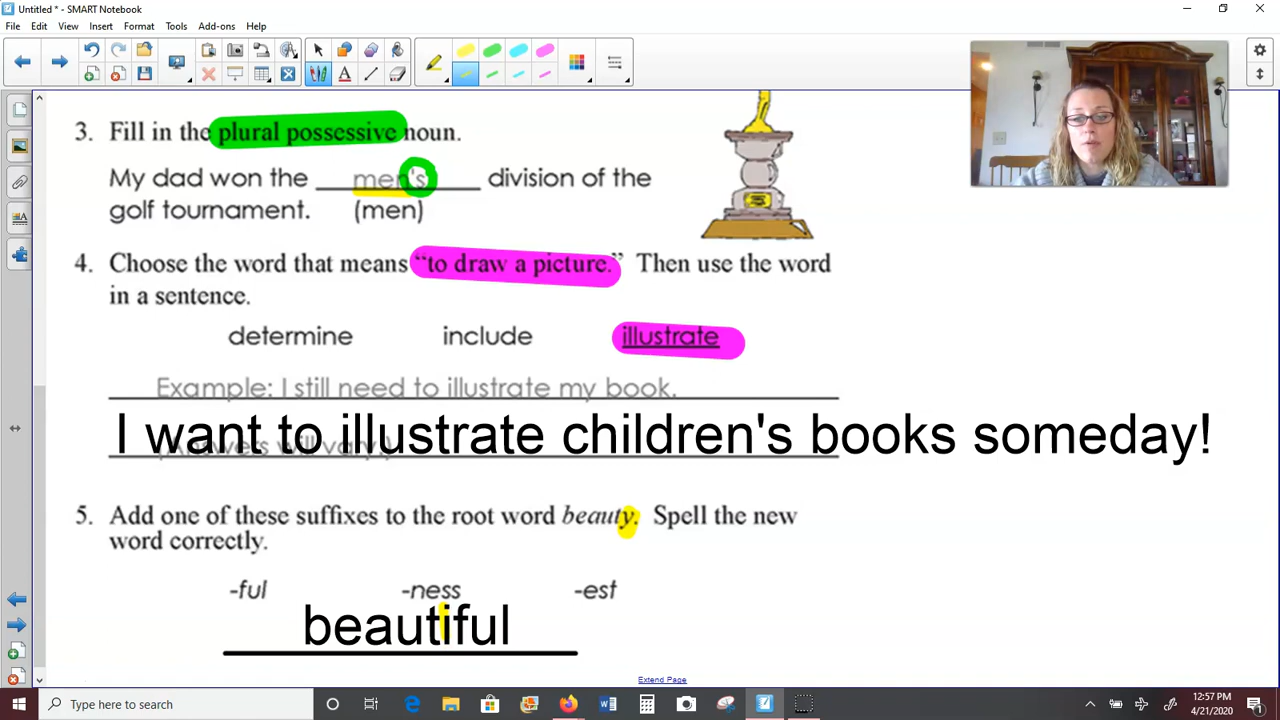 Untitled * - SMART Notebook
File Edit View Insert Format Tools Add-ons Help
3. Fill in the plural possessive noun.
My dad won the men's division of the
golf tournament. (men)
4. Choose the word that means "to draw a picture." Then use the word
in a sentence.
determine include illustrate
Example: I still need to illustrate my book.
I want to illustrate children's books someday!
(Answers will vary.)
5. Add one of these suffixes to the root word beauty. Spell the new
word correctly.
-ful -ness -est
beautiful
Extend Page
Type here to search
12:57 PM
4/21/2020